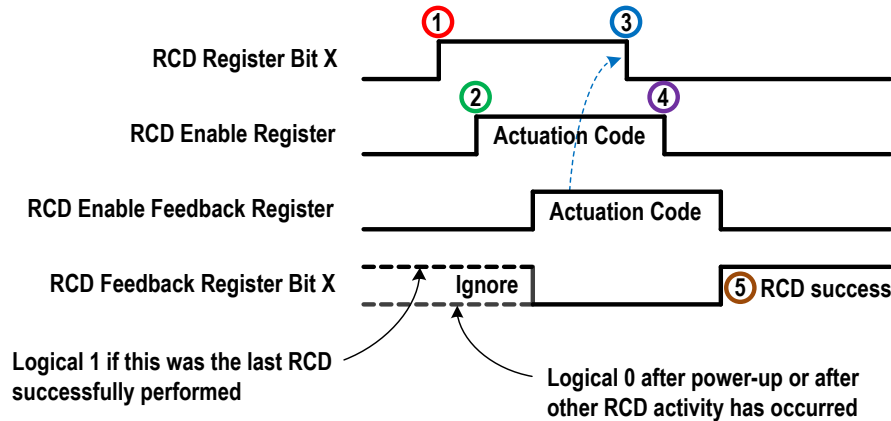 1
3
RCD Register Bit X
2
4
RCD Enable Register
Actuation Code
RCD Enable Feedback Register
Actuation Code
RCD Feedback Register Bit X
Ignore
5 RCD success
Logical 1 if this was the last RCD
successfully performed
Logical 0 after power-up or after
other RCD activity has occurred